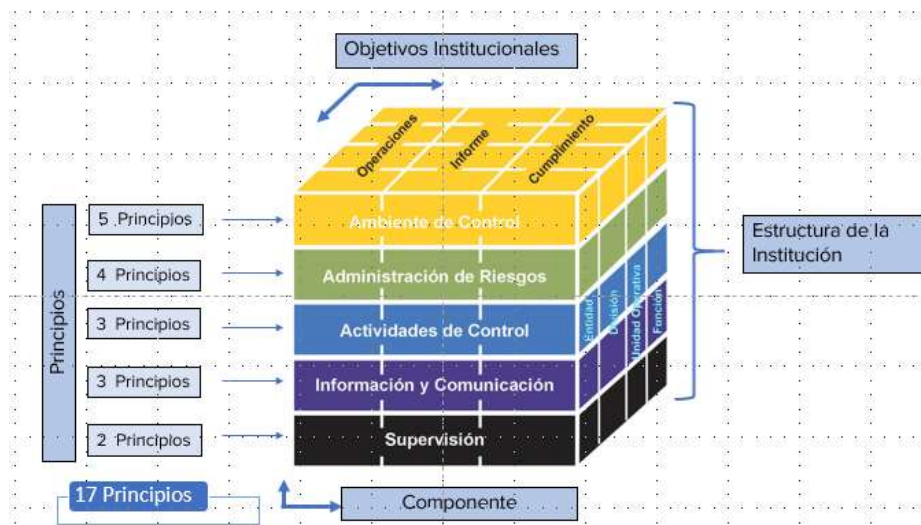 Objetivos Institucionales
Operaciones
Informe
Cumplimiento
Principios
5 Principios
Ambiente de Control
4 Principios
Administración de Riesgos
3 Principios
Actividades de Control
3 Principios
Información y Comunicación
2 Principios
Supervisión
Entidad
División
Unidad Operativa
Función
Estructura de la
Institución
17 Principios
Componente